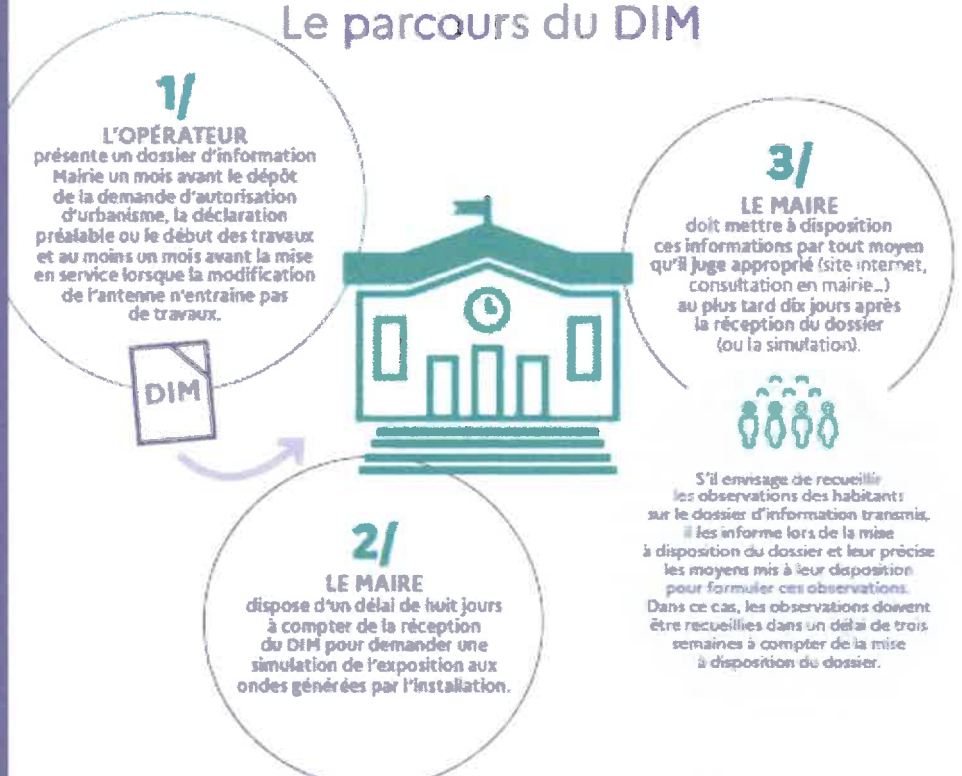 Le parcours du DIM
1/
L'OPÉRATEUR
présente un dossier d'information
Mairie un mois avant le dépôt
de la demande d'autorisation
d'urbanisme, la déclaration
préalable ou le début des travaux
et au moins un mois avant la mise
en service lorsque la modification
de l'antenne n'entraîne pas
de travaux.
DIM
2/
LE MAIRE
dispose d'un délai de huit jours
à compter de la réception
du DIM pour demander une
simulation de l'exposition aux
ondes générées par l'installation.
3/
LE MAIRE
doit mettre à disposition
ces informations par tout moyen
qu'il juge approprié (site internet,
consultation en mairie...)
au plus tard dix jours après
la réception du dossier
(ou la simulation).
S'il envisage de recueillir
les observations des habitants
sur le dossier d'information transmis,
il les informe lors de la mise
à disposition du dossier et leur précise
les moyens mis à leur disposition
pour formuler ces observations.
Dans ce cas, les observations doivent
être recueillies dans un délai de trois
semaines à compter de la mise
à disposition du dossier.